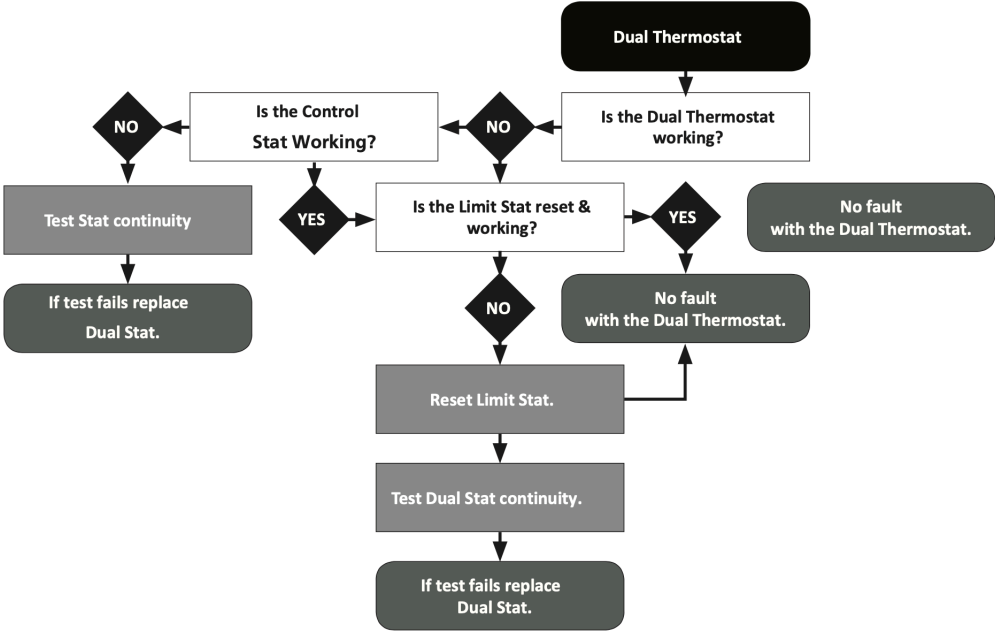 Dual Thermostat
Is the Dual Thermostat
working?
NO
Is the Control
Stat Working?
NO
Test Stat continuity
If test fails replace
Dual Stat.
YES
Is the Limit Stat reset &
working?
YES
No fault
with the Dual Thermostat.
No fault
with the Dual Thermostat.
NO
Reset Limit Stat.
Test Dual Stat continuity.
If test fails replace
Dual Stat.